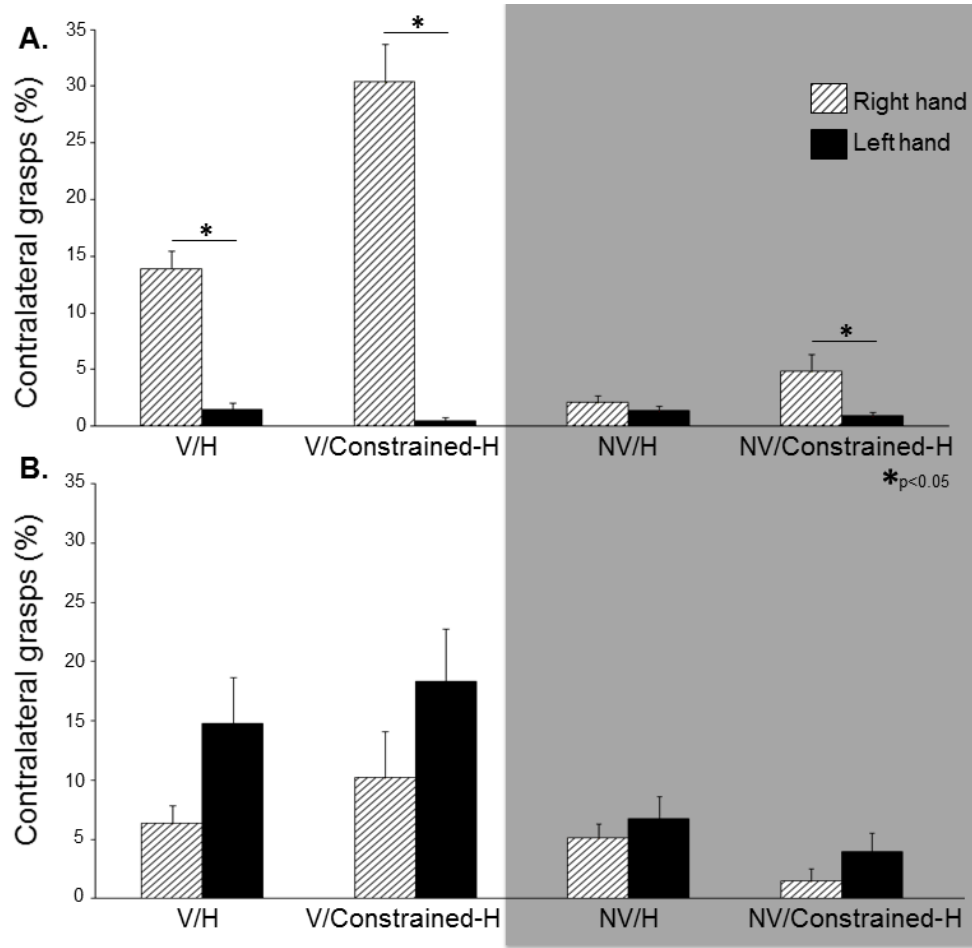 A.
Contralateral grasps (%)
35
30
25
20
15
10
5
0
*
*
*
Right hand
Left hand
V/H
V/Constrained-H
NV/H
NV/Constrained-H
*p<0.05
B.
Contralateral grasps (%)
35
30
25
20
15
10
5
0
V/H
V/Constrained-H
NV/H
NV/Constrained-H